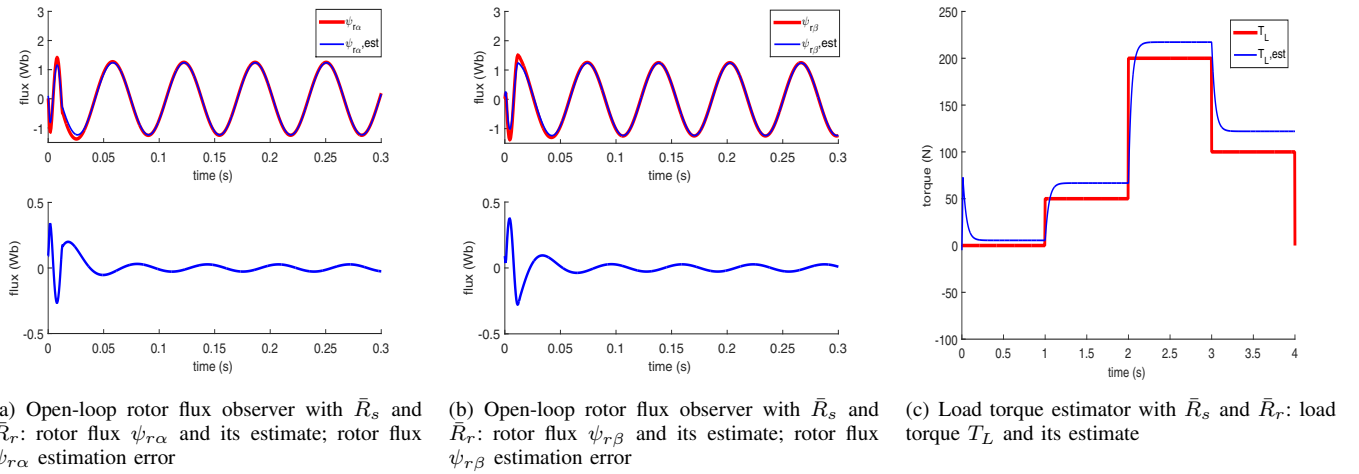 3
2
1
0
-1
flux (Wb)
ψrα
ψrα,est
0 0.05 0.1 0.15 0.2 0.25 0.3
time (s)
0.5
0
-0.5
flux (Wb)
0 0.05 0.1 0.15 0.2 0.25 0.3
time (s)
3
2
1
0
-1
flux (Wb)
ψrβ
ψrβ,est
0 0.05 0.1 0.15 0.2 0.25 0.3
time (s)
0.5
0
-0.5
flux (Wb)
0 0.05 0.1 0.15 0.2 0.25 0.3
time (s)
250
200
150
100
50
0
-50
-100
torque (N)
TL
TL,est
0 0.5 1 1.5 2 2.5 3 3.5 4
time (s)
a) Open-loop rotor flux observer with R̄s and
R̄r: rotor flux ψrα and its estimate; rotor flux
ψrα estimation error
(b) Open-loop rotor flux observer with R̄s and
R̄r: rotor flux ψrβ and its estimate; rotor flux
ψrβ estimation error
(c) Load torque estimator with R̄s and R̄r: load
torque TL and its estimate